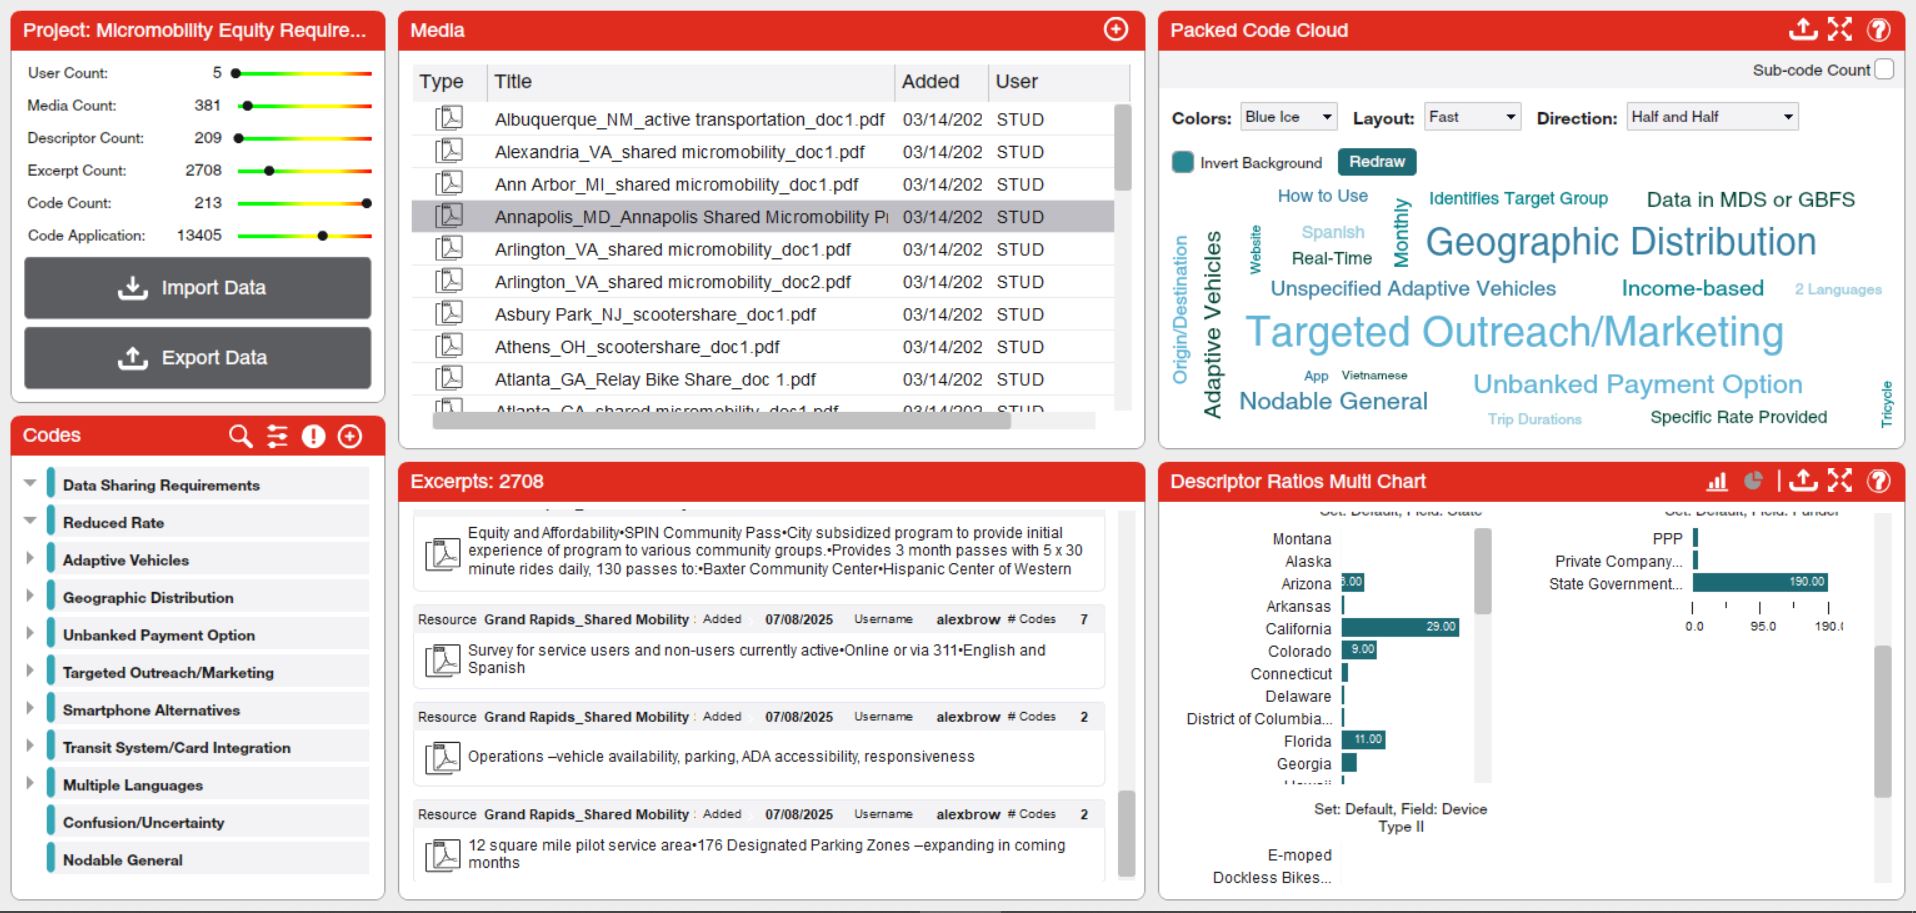 Project: Micromobility Equity Require...
User Count: 5
Media Count: 381
Descriptor Count: 209
Excerpt Count: 2708
Code Count: 213
Code Application: 13405
Import Data
Export Data
Codes
Data Sharing Requirements
Reduced Rate
Adaptive Vehicles
Geographic Distribution
Unbanked Payment Option
Targeted Outreach/Marketing
Smartphone Alternatives
Transit System/Card Integration
Multiple Languages
Confusion/Uncertainty
Nodable General
Media
Type Title Added User
Albuquerque_NM_active transportation_doc1.pdf 03/14/202 STUD
Alexandria_VA_shared micromobility_doc1.pdf 03/14/202 STUD
Ann Arbor_MI_shared micromobility_doc1.pdf 03/14/202 STUD
Annapolis_MD_Annapolis Shared Micromobility Pr 03/14/202 STUD
Arlington_VA_shared micromobility_doc1.pdf 03/14/202 STUD
Arlington_VA_shared micromobility_doc2.pdf 03/14/202 STUD
Asbury Park_NJ_scootershare_doc1.pdf 03/14/202 STUD
Athens_OH_scootershare_doc1.pdf 03/14/202 STUD
Atlanta_GA_Relay Bike Share_doc 1.pdf 03/14/202 STUD
Atlanta_GA_shared micromobility_doc1.pdf 03/14/202 STUD
Excerpts: 2708
Equity and Affordability•SPIN Community Pass•City subsidized program to provide initial
experience of program to various community groups.•Provides 3 month passes with 5 x 30
minute rides daily, 130 passes to:•Baxter Community Center•Hispanic Center of Western
Resource Grand Rapids_Shared Mobility Added 07/08/2025 Username alexbrow # Codes 7
Survey for service users and non-users currently active•Online or via 311•English and
Spanish
Resource Grand Rapids_Shared Mobility Added 07/08/2025 Username alexbrow # Codes 2
Operations –vehicle availability, parking, ADA accessibility, responsiveness
Resource Grand Rapids_Shared Mobility Added 07/08/2025 Username alexbrow # Codes 2
12 square mile pilot service area•176 Designated Parking Zones –expanding in coming
months
Packed Code Cloud
Sub-code Count
Colors: Blue Ice Layout: Fast Direction: Half and Half
Invert Background Redraw
How to Use
Identifies Target Group
Data in MDS or GBFS
Origin/Destination
Adaptive Vehicles
Website
Spanish
Real-Time
Monthly
Geographic Distribution
Unspecified Adaptive Vehicles
Income-based
2 Languages
Targeted Outreach/Marketing
App
Vietnamese
Nodable General
Unbanked Payment Option
Trip Durations
Specific Rate Provided
Tricycle
Descriptor Ratios Multi Chart
Set: Default, Field: State
Montana
Alaska
Arizona
Arkansas
California 29.00
Colorado 9.00
Connecticut
Delaware
District of Columbia...
Florida 11.00
Georgia
Hawaii
Set: Default, Field: Funder
PPP
Private Company...
State Government... 190.00
0.0 95.0 190.
Set: Default, Field: Device
Type II
E-moped
Dockless Bikes...